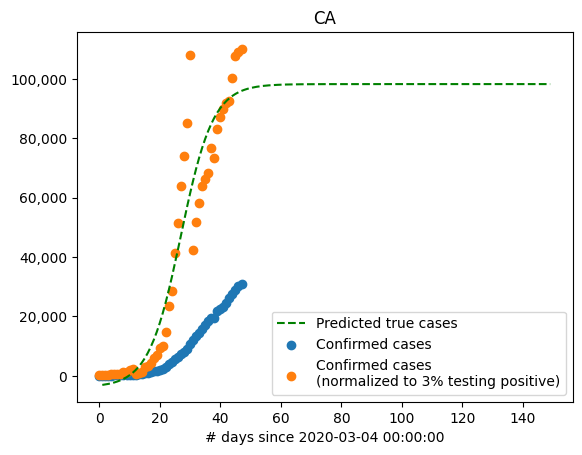 CA
100,000
80,000
60,000
40,000
20,000
0
Predicted true cases
Confirmed cases
Confirmed cases
(normalized to 3% testing positive)
0 20 40 60 80 100 120 140
# days since 2020-03-04 00:00:00